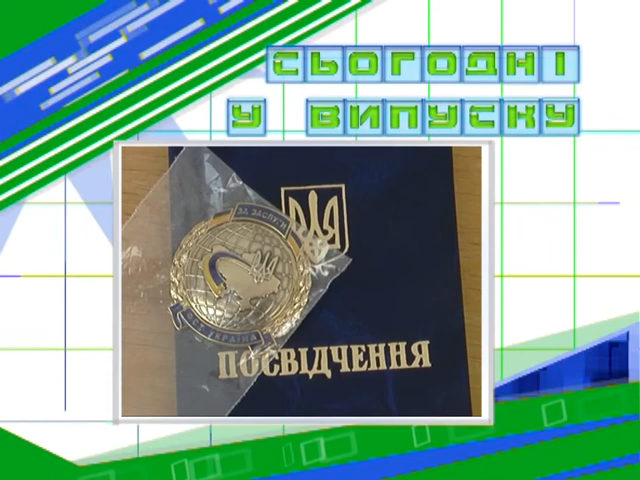 СЬОГОДНІ
У ВИПУСКУ
ЗА ЗАСЛУГИ
УКРАЇНА
ПОСВІДЧЕННЯ